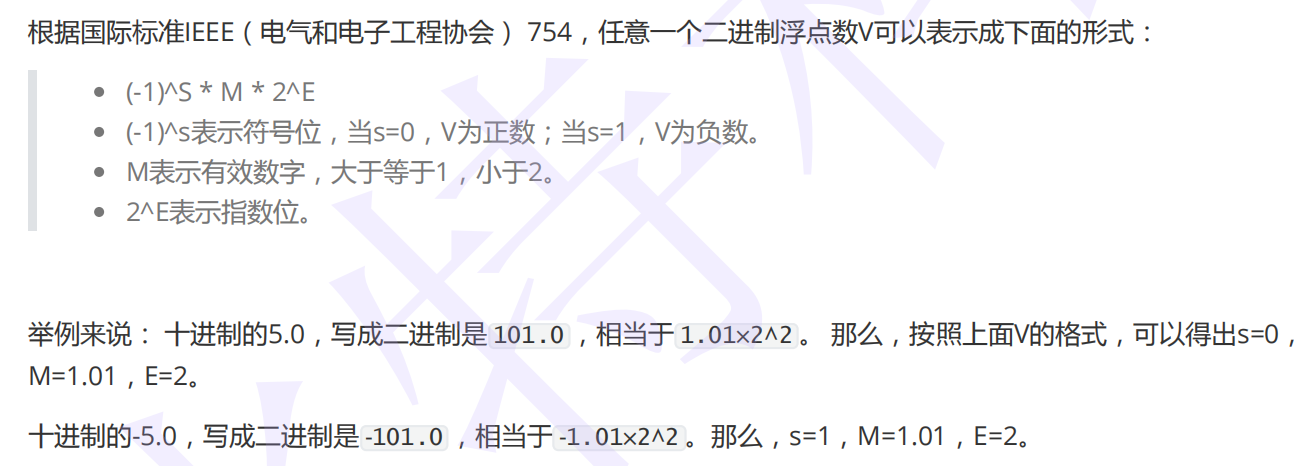 根据国际标准IEEE（电气和电子工程协会） 754，任意一个二进制浮点数V可以表示成下面的形式：
• (-1)^S * M * 2^E
• (-1)^s表示符号位，当s=0，V为正数；当s=1，V为负数。
• M表示有效数字，大于等于1，小于2。
• 2^E表示指数位。
举例来说： 十进制的5.0，写成二进制是 101.0 ，相当于 1.01×2^2 。 那么，按照上面V的格式，可以得出s=0，
M=1.01，E=2。
十进制的-5.0，写成二进制是 -101.0 ，相当于 -1.01×2^2 。那么，s=1，M=1.01，E=2。